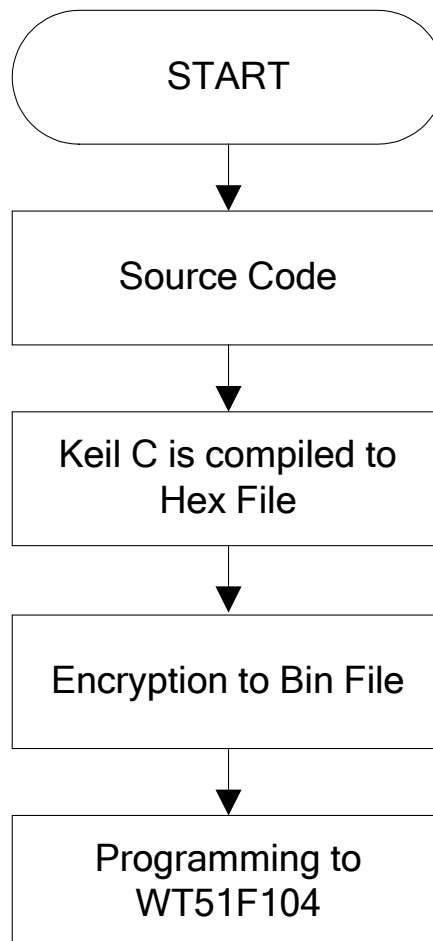 START
Source Code
Keil C is compiled to
Hex File
Encryption to Bin File
Programming to
WT51F104